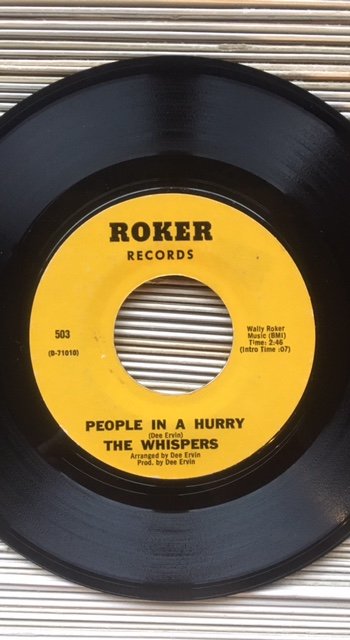 ROKER
RECORDS
503
(D-71010)
Wally Roker
Music (BMI)
Time: 2:46
(Intro Time :07)
PEOPLE IN A HURRY
(Dee Ervin)
THE WHISPERS
Arranged by Dee Ervin
Prod. by Dee Ervin